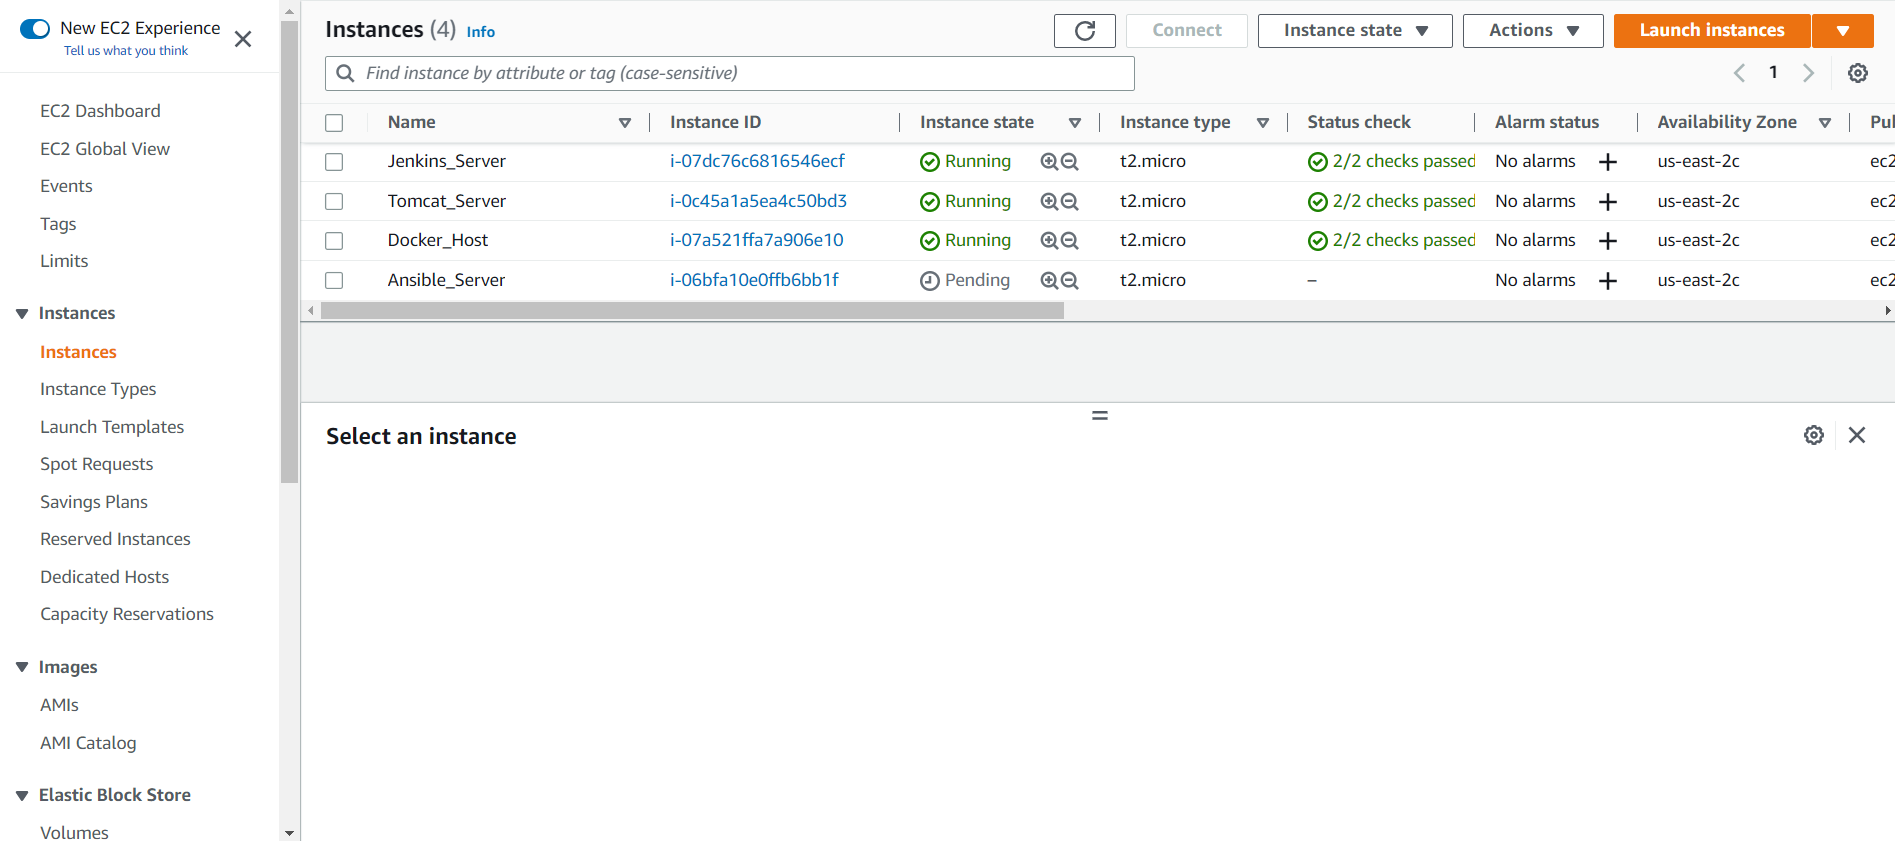 New EC2 Experience
Tell us what you think
EC2 Dashboard
EC2 Global View
Events
Tags
Limits
Instances
Instances
Instance Types
Launch Templates
Spot Requests
Savings Plans
Reserved Instances
Dedicated Hosts
Capacity Reservations
Images
AMIs
AMI Catalog
Elastic Block Store
Volumes
Instances (4) Info
Connect
Instance state
Actions
Launch instances
Find instance by attribute or tag (case-sensitive)
1
Name Instance ID Instance state Instance type Status check Alarm status Availability Zone Pul
Jenkins_Server i-07dc76c6816546ecf Running t2.micro 2/2 checks passed No alarms + us-east-2c ec2
Tomcat_Server i-0c45a1a5ea4c50bd3 Running t2.micro 2/2 checks passed No alarms + us-east-2c ec2
Docker_Host i-07a521ffa7a906e10 Running t2.micro 2/2 checks passed No alarms + us-east-2c ec2
Ansible_Server i-06bfa10e0ffb6bb1f Pending t2.micro – No alarms + us-east-2c ec2
Select an instance